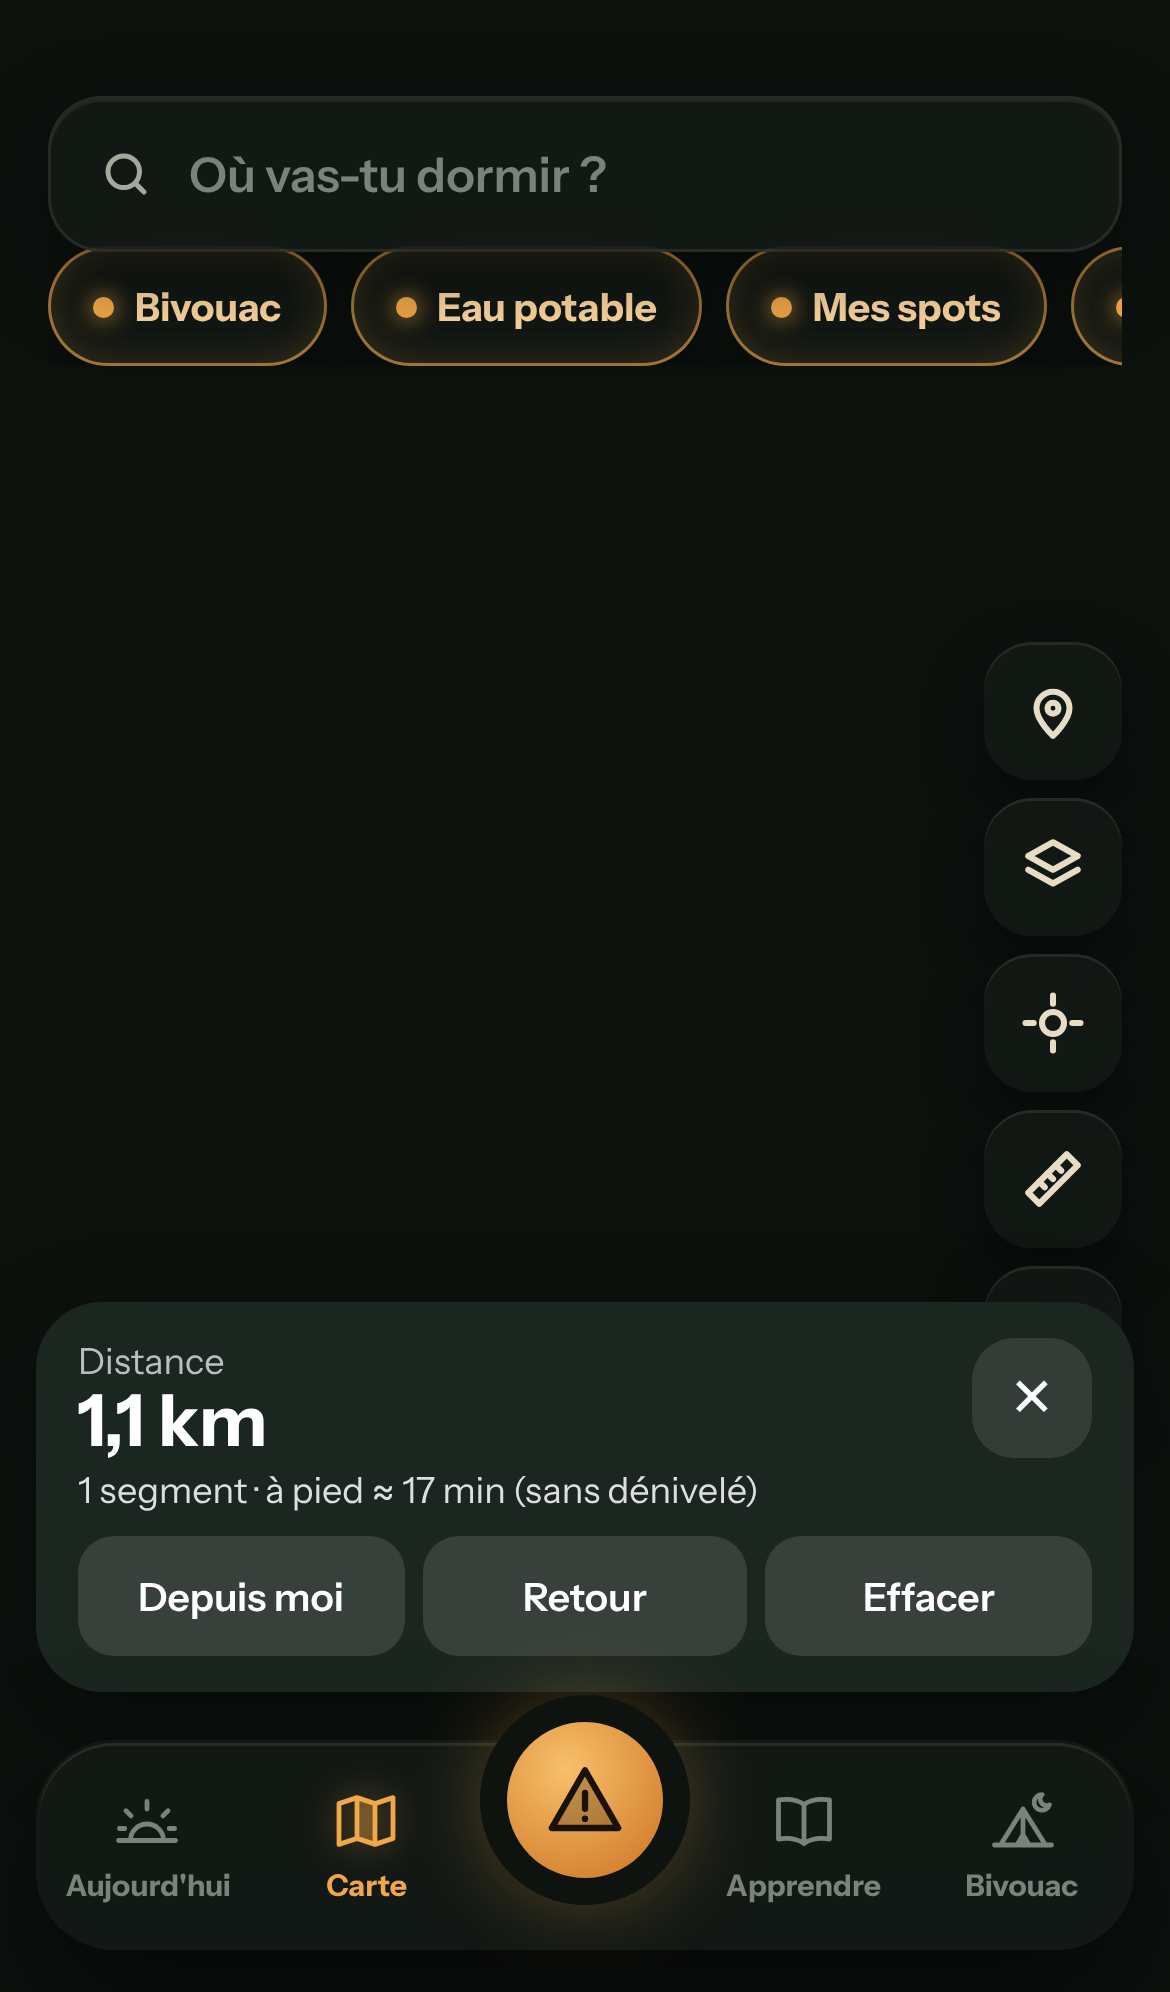 Où vas-tu dormir ?
Bivouac
Eau potable
Mes spots
Distance
1,1 km
1 segment · à pied ≈ 17 min (sans dénivelé)
Depuis moi
Retour
Effacer
Aujourd'hui
Carte
Apprendre
Bivouac